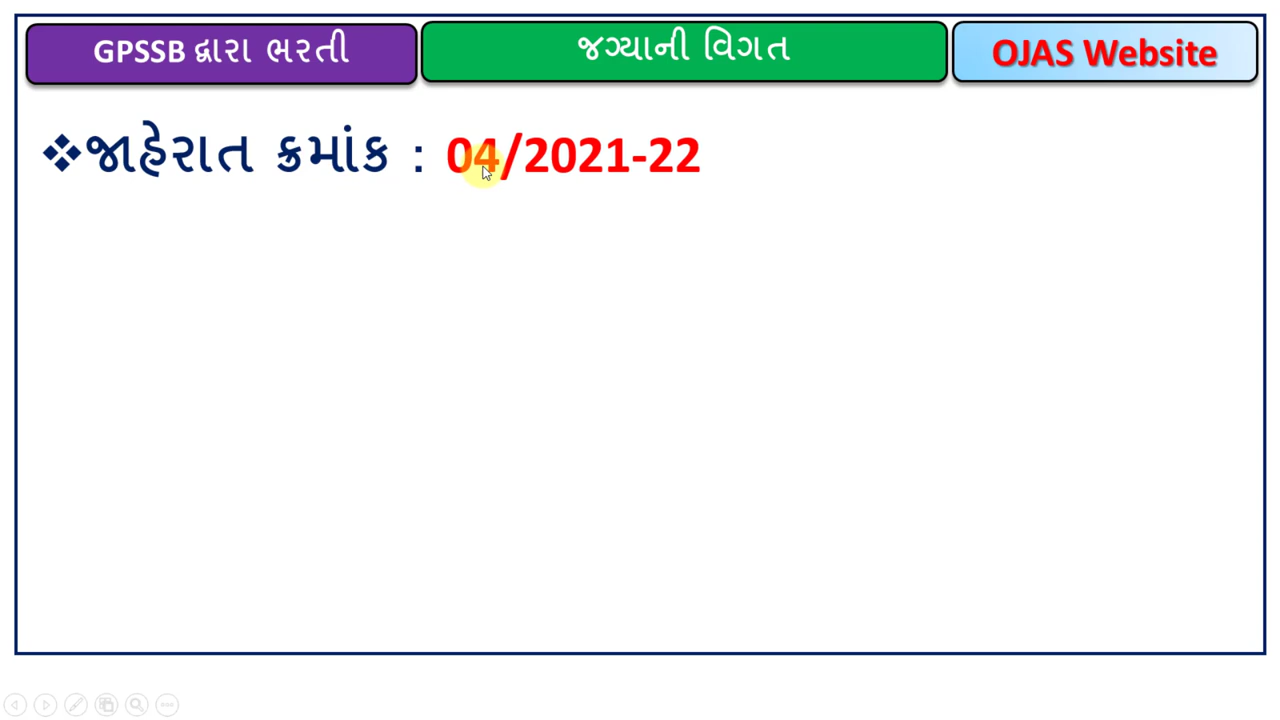 GPSSB દ્વારા ભરતી
જગ્યાની વિગત
OJAS Website
❖જાહેરાત ક્રમાંક : 04/2021-22